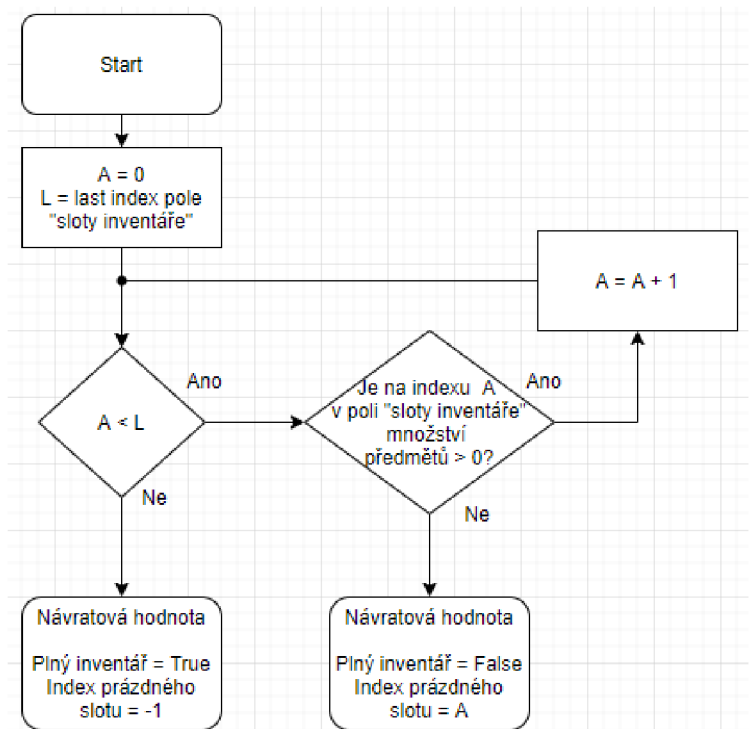 Start
A = 0
L = last index pole
"sloty inventáře"
A = A + 1
A < L
Ano
Je na indexu A
v poli "sloty inventáře"
množství
předmětů > 0?
Ano
Ne
Ne
Návratová hodnota
Plný inventář = True
Index prázdného
slotu = -1
Návratová hodnota
Plný inventář = False
Index prázdného
slotu = A